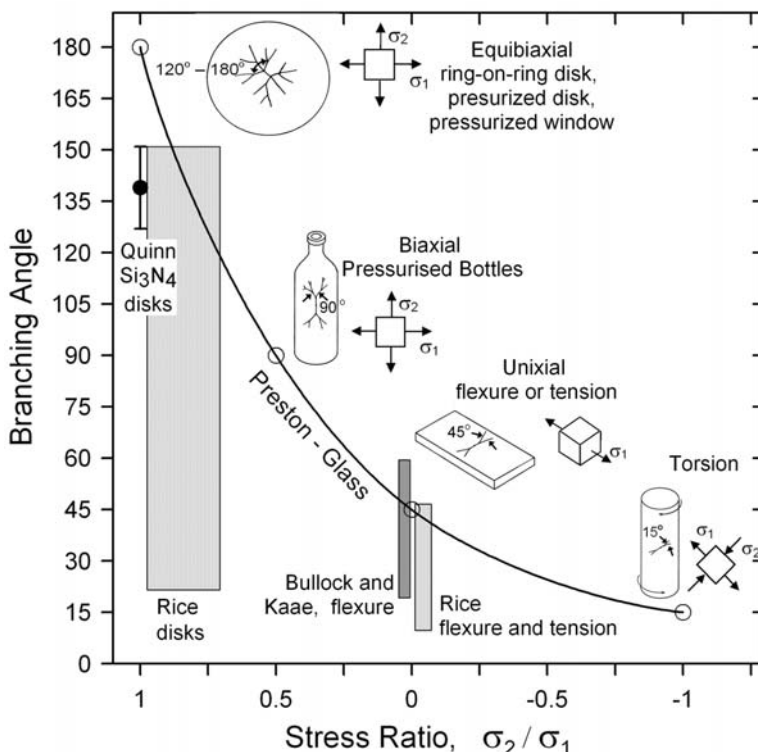 Branching Angle
180
165
150
135
120
105
90
75
60
45
30
15
0
120° – 180°
σ2
σ1
Equibiaxial
ring-on-ring disk,
presurized disk,
pressurized window
Quinn
Si3N4
disks
Rice
disks
90°
Biaxial
Pressurised Bottles
σ2
σ1
Preston - Glass
Unixial
flexure or tension
45°
σ1
Torsion
15°
σ1
σ2
Bullock and
Kaae, flexure
Rice
flexure and tension
1
0.5
0
-0.5
-1
Stress Ratio, σ2 / σ1